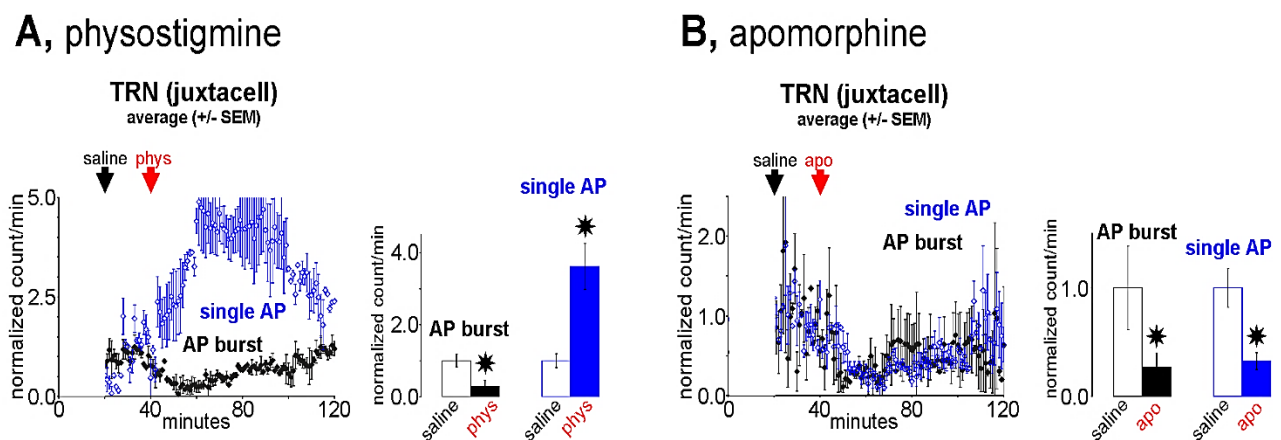 A, physostigmine
TRN (juxtacell)
average (+/- SEM)
saline phys
normalized count/min
5.0
2.5
0.0
single AP
AP burst
0 40 80 120
minutes
single AP
normalized count/min
4.0
2.0
0.0
AP burst
saline phys saline phys
B, apomorphine
TRN (juxtacell)
average (+/- SEM)
saline apo
normalized count/min
2.0
1.0
0.0
single AP
AP burst
0 40 80 120
minutes
normalized count/min
1.0
0.0
AP burst
single AP
saline apo saline apo